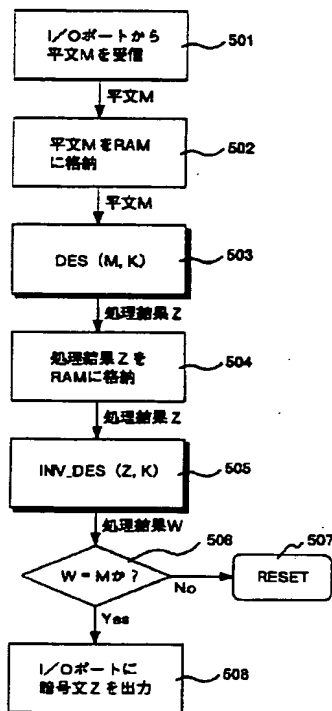 I/Oポートから
平文Mを受信
501
平文M
平文MをRAM
に格納
502
平文M
DES (M, K)
503
処理結果Z
処理結果Zを
RAMに格納
504
処理結果Z
INV_DES (Z, K)
505
処理結果W
W=Mか?
506
No
RESET
507
Yes
I/Oポートに
暗号文Zを出力
508